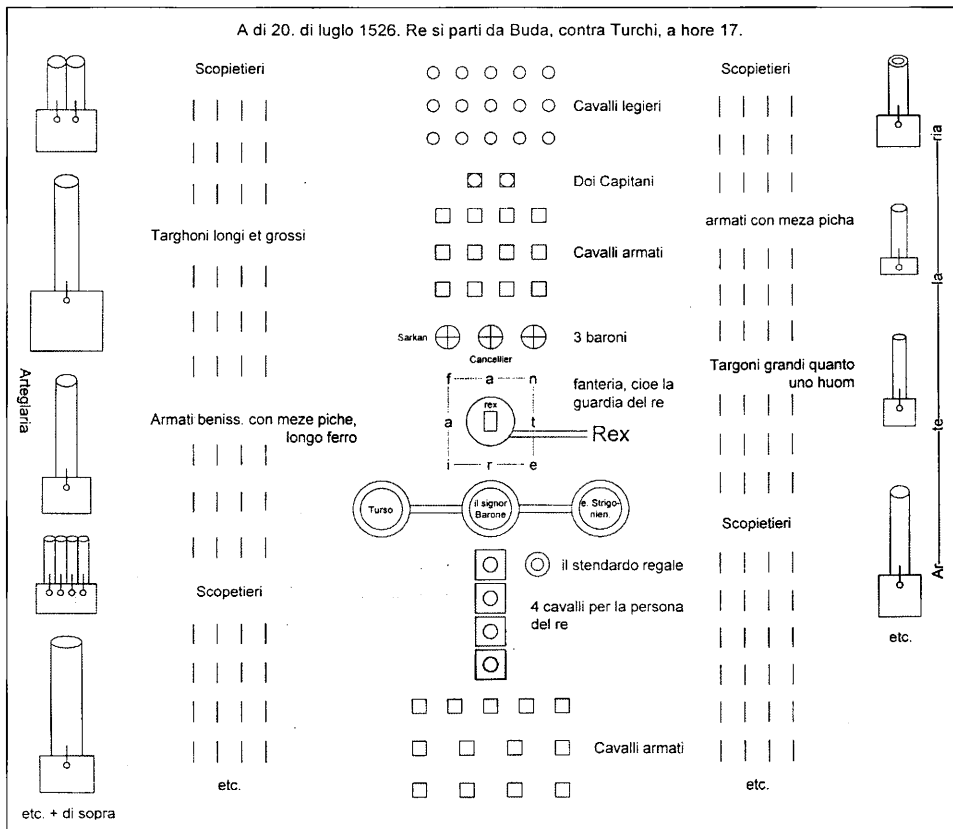 A di 20. di luglo 1526. Re si parti da Buda, contra Turchi, a hore 17.
Artegiaria
etc. + di sopra
Scopietieri
Targhoni longi et grossi
Armati beniss. con meze piche,
longo ferro
Scopetieri
etc.
Cavalli legieri
Doi Capitani
Cavalli armati
Sarkan
Cancellier
3 baroni
f a n
a t
i r e
rex
Rex
fanteria, cioe la
guardia del re
Turso
il signor
Barone
e. Strigo-
nien.
il stendardo regale
4 cavalli per la persona
del re
Cavalli armati
Scopietieri
armati con meza picha
Targoni grandi quanto
uno huom
Scopietieri
etc.
Ar—te—la—ria
etc.